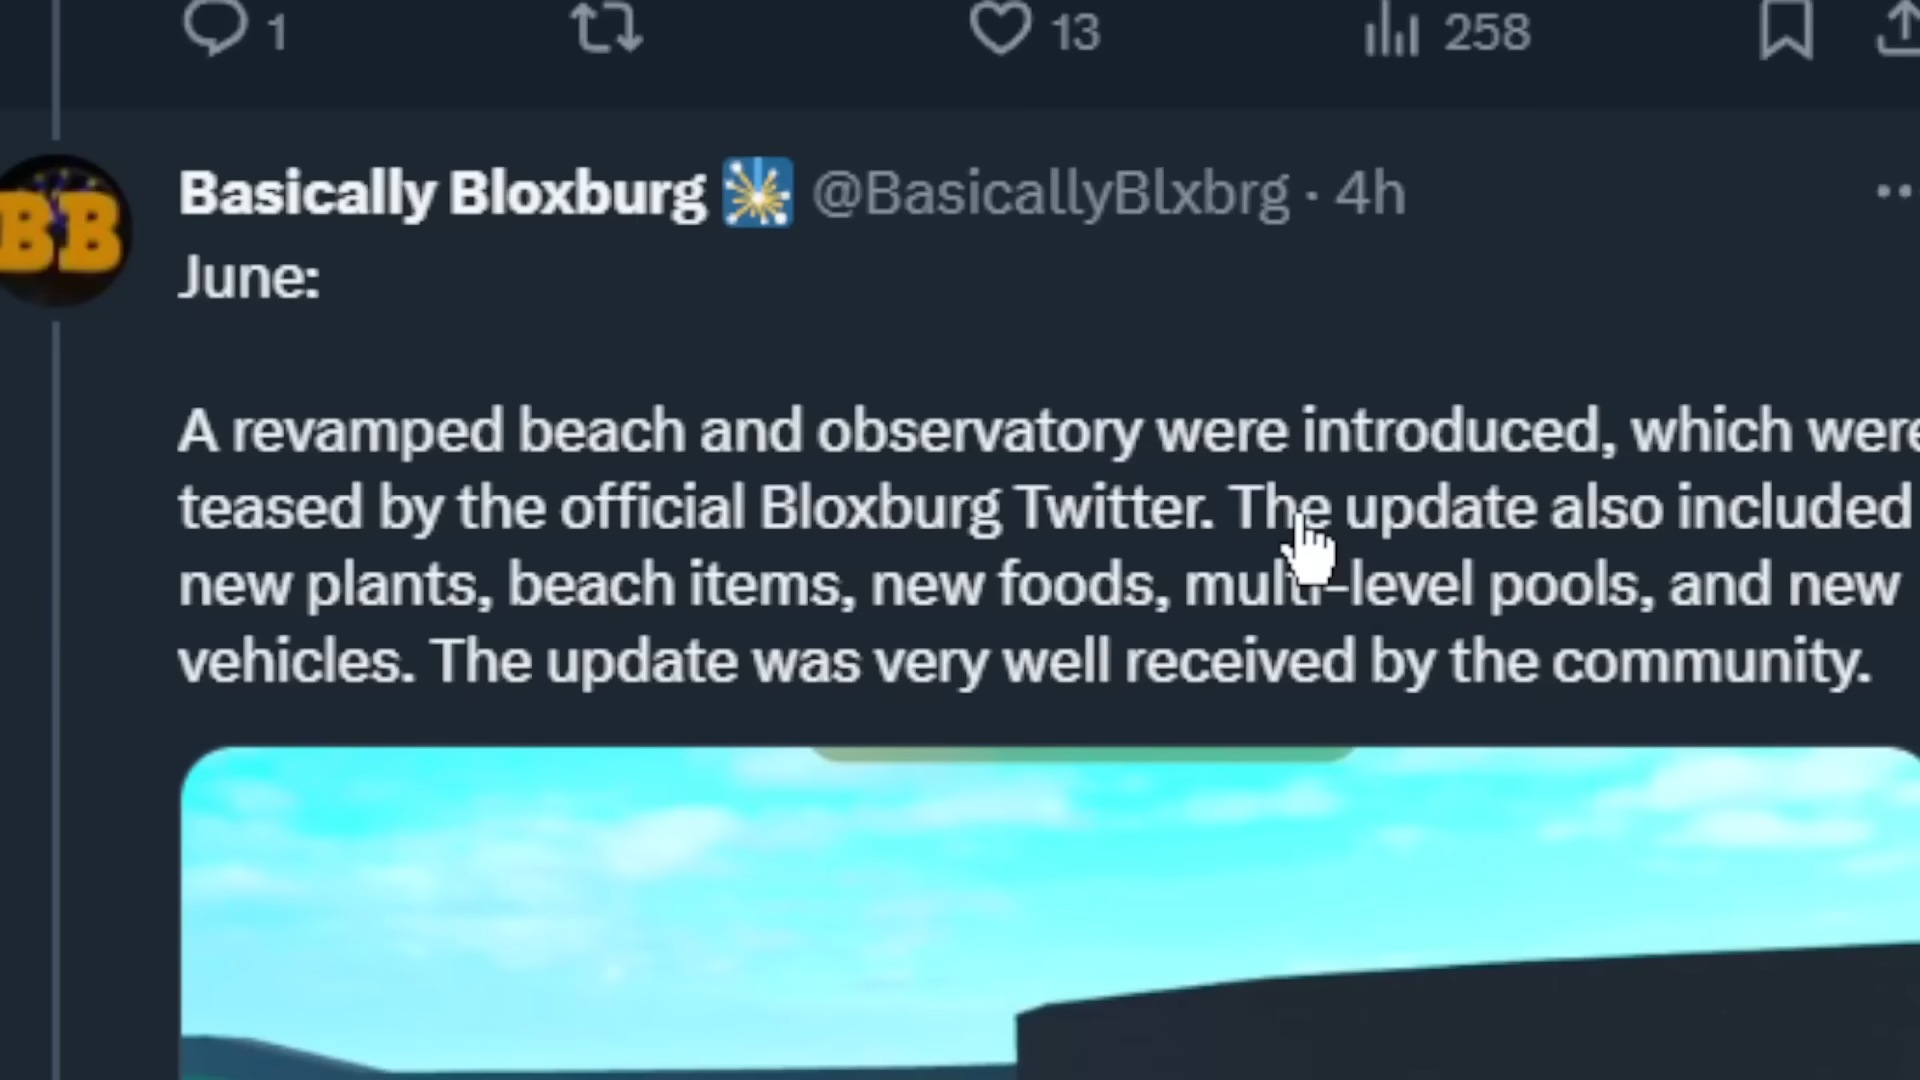 1 13 258
Basically Bloxburg @BasicallyBlxbrg · 4h
BB
June:
A revamped beach and observatory were introduced, which were
teased by the official Bloxburg Twitter. The update also included
new plants, beach items, new foods, multi-level pools, and new
vehicles. The update was very well received by the community.